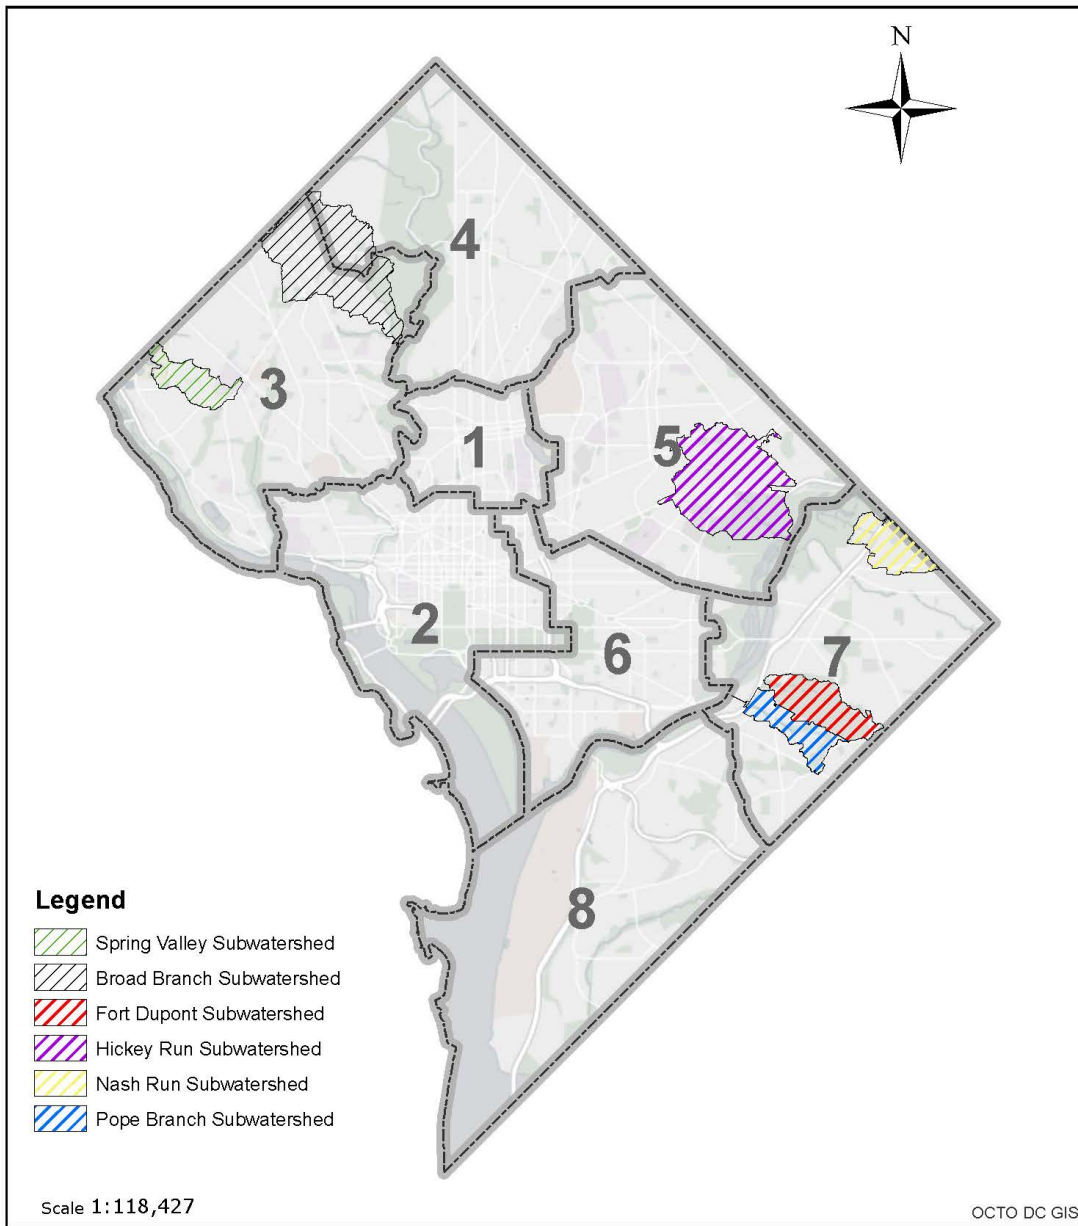 N
4
3
1
5
2
6
7
8
Legend
Spring Valley Subwatershed
Broad Branch Subwatershed
Fort Dupont Subwatershed
Hickey Run Subwatershed
Nash Run Subwatershed
Pope Branch Subwatershed
Scale 1:118,427
OCTO DC GIS